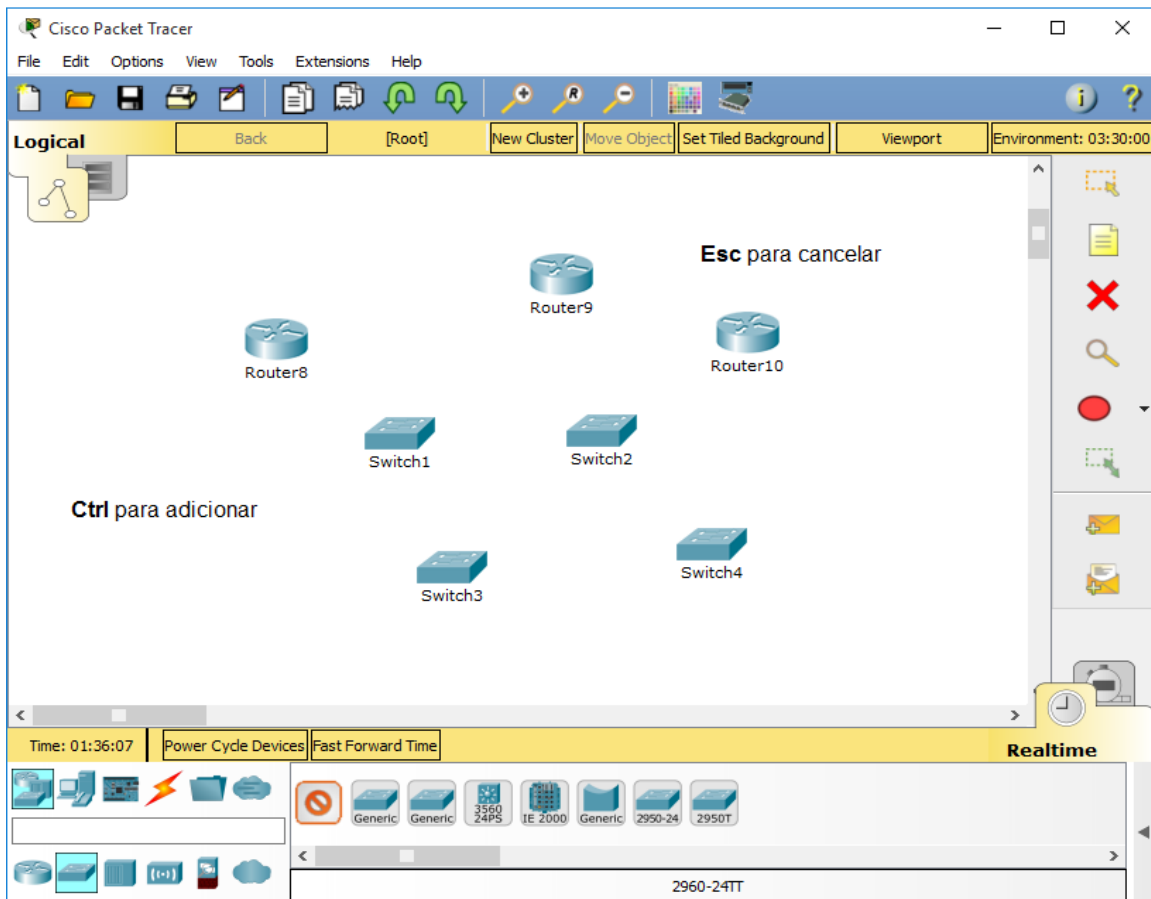 Cisco Packet Tracer
File Edit Options View Tools Extensions Help
R
i ?
Logical Back [Root] New Cluster Move Object Set Tiled Background Viewport Environment: 03:30:00
Esc para cancelar
Router9
Router10
Router8
Switch1
Switch2
Ctrl para adicionar
Switch4
Switch3
Time: 01:36:07 Power Cycle Devices Fast Forward Time
Realtime
Generic Generic 3560 24PS IE 2000 Generic 2950-24 2950T
2960-24TT